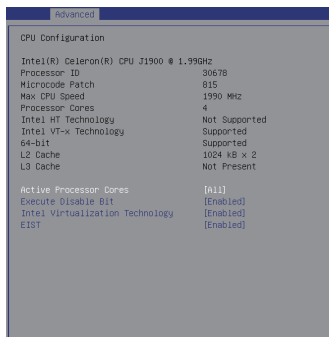 Advanced
CPU Configuration
Intel(R) Celeron(R) CPU J1900 @ 1.99GHz
Processor ID 30678
Microcode Patch 815
Max CPU Speed 1990 MHz
Processor Cores 4
Intel HT Technology Not Supported
Intel VT-x Technology Supported
64-bit Supported
L2 Cache 1024 kB x 2
L3 Cache Not Present
Active Processor Cores [All]
Execute Disable Bit [Enabled]
Intel Virtualization Technology [Enabled]
EIST [Enabled]